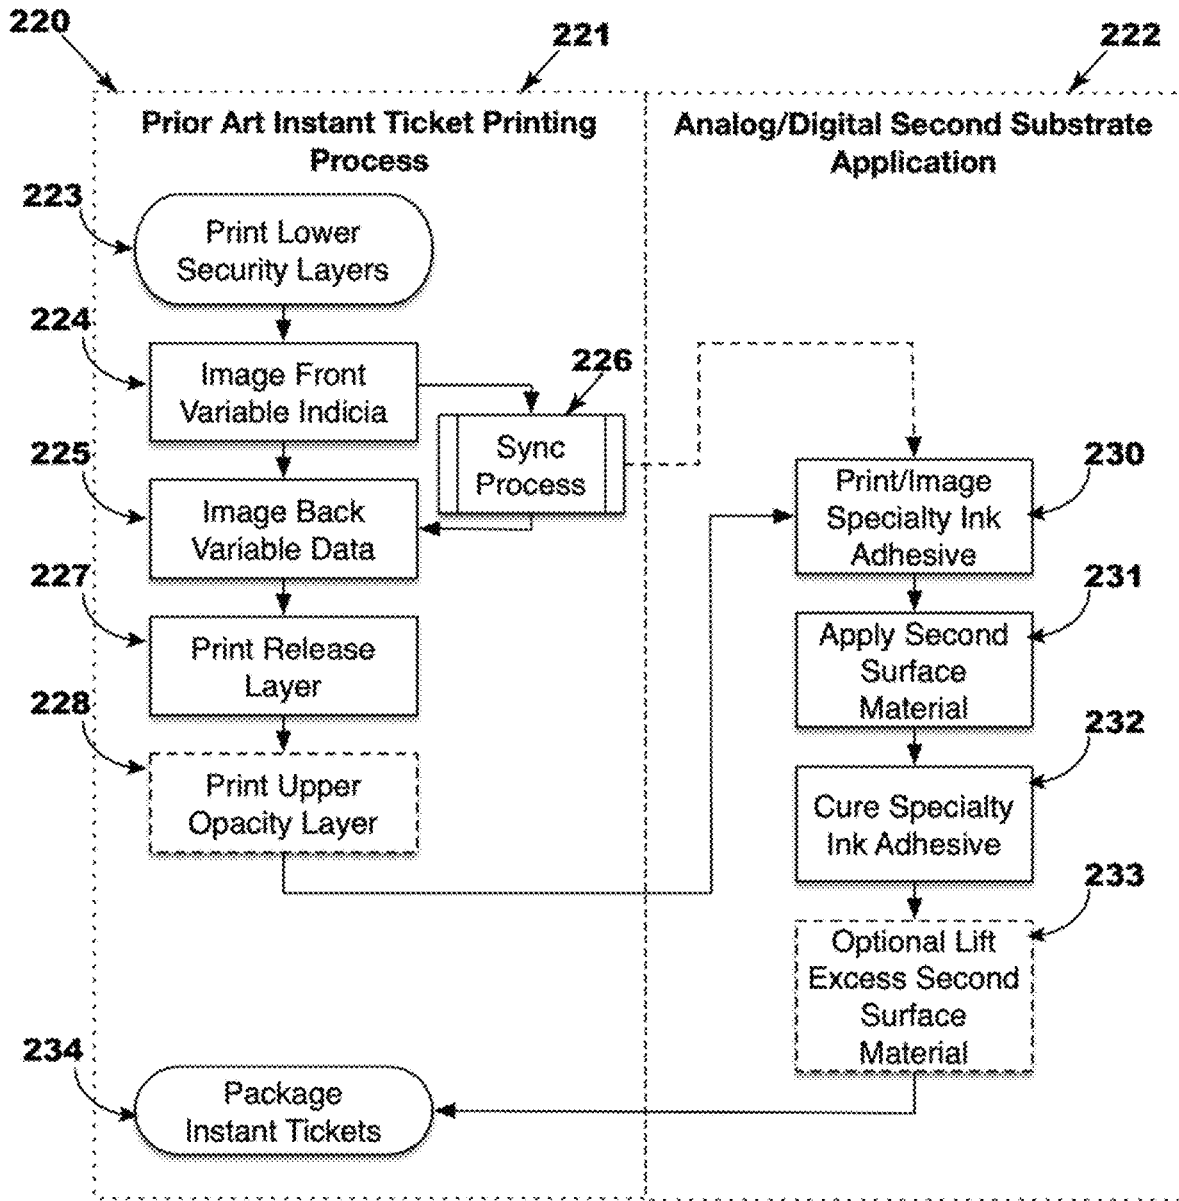 220
221
222
Prior Art Instant Ticket Printing
Process
Analog/Digital Second Substrate
Application
223
Print Lower
Security Layers
224
Image Front
Variable Indicia
226
Sync
Process
225
Image Back
Variable Data
230
Print/Image
Specialty Ink
Adhesive
227
Print Release
Layer
231
Apply Second
Surface
Material
228
Print Upper
Opacity Layer
232
Cure Specialty
Ink Adhesive
233
Optional Lift
Excess Second
Surface
Material
234
Package
Instant Tickets